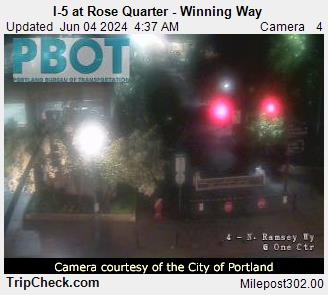 I-5 at Rose Quarter - Winning Way
Updated  Jun 04 2024  4:37 AM  Camera  4
PBOT
PORTLAND BUREAU OF TRANSPORTATION
4 - N. Ramsey Wy
@ One Ctr
Camera courtesy of the City of Portland
TripCheck.com  Milepost302.00